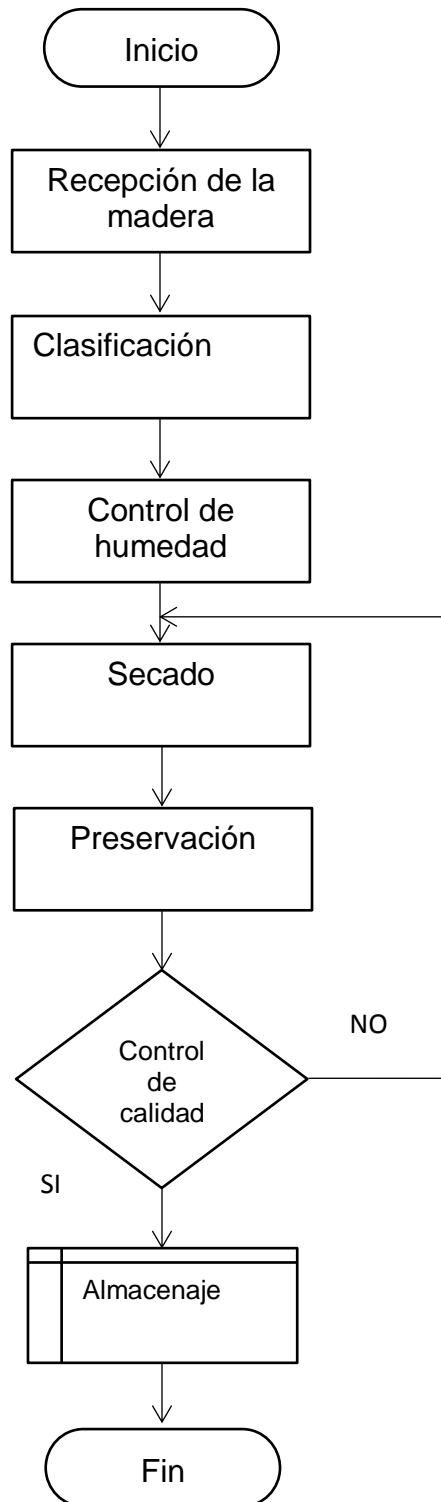 Inicio
Recepción de la
madera
Clasificación
Control de
humedad
Secado
Preservación
Control
de
calidad
NO
SI
Almacenaje
Fin